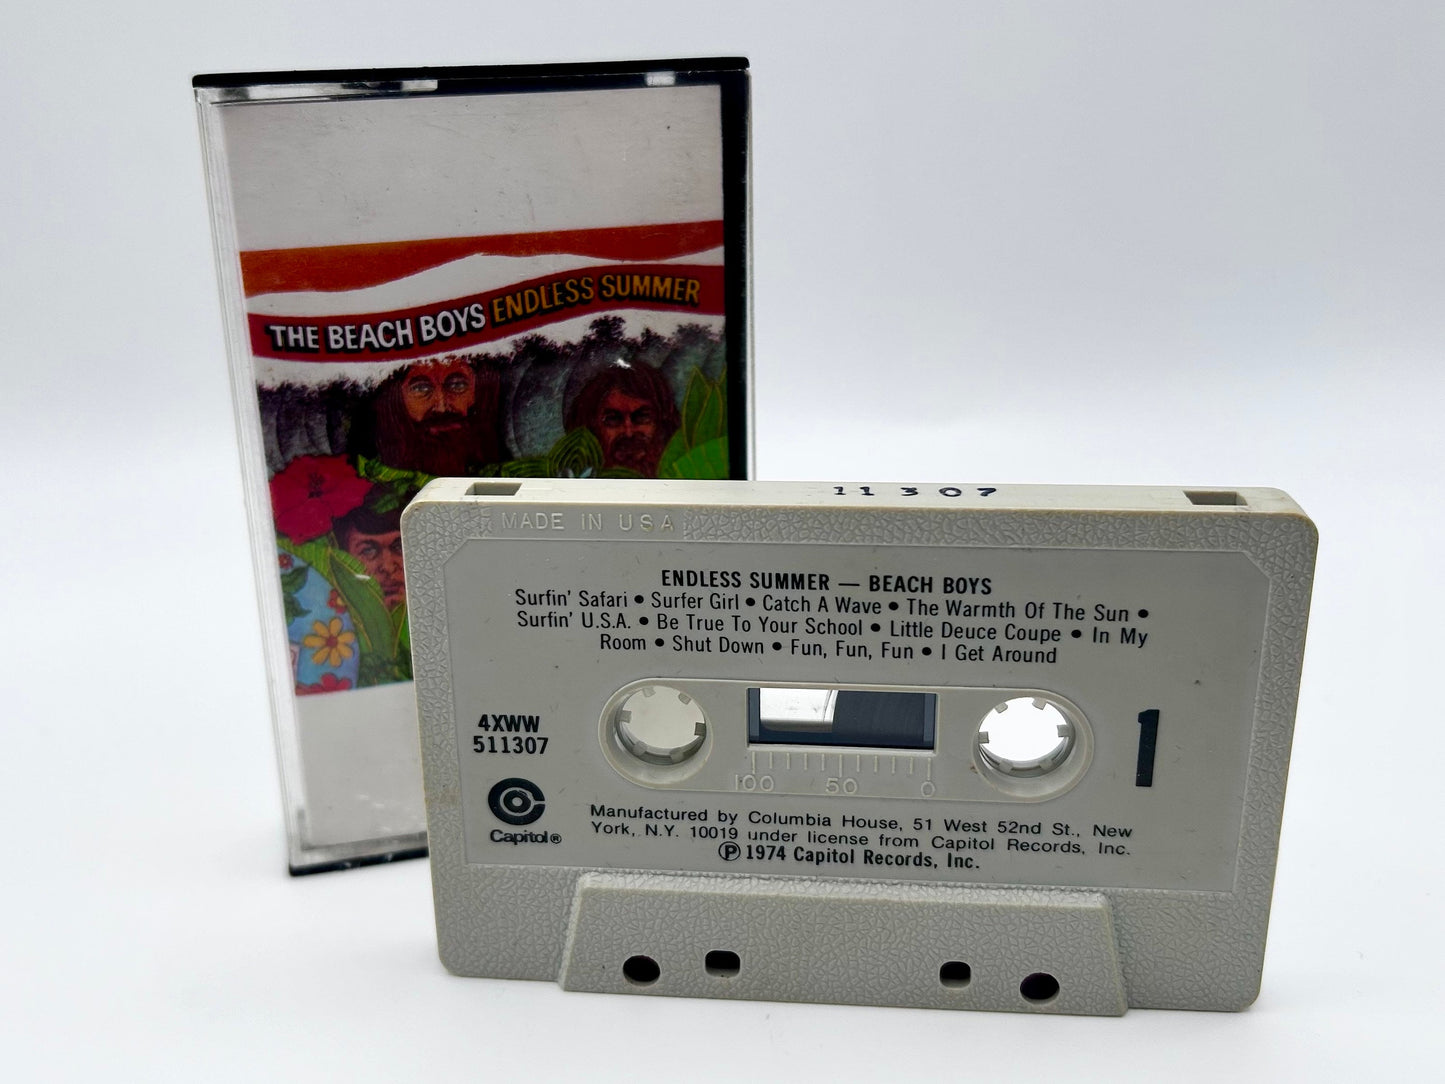 THE BEACH BOYS ENDLESS SUMMER
11307
MADE IN USA
ENDLESS SUMMER — BEACH BOYS
Surfin' Safari • Surfer Girl • Catch A Wave • The Warmth Of The Sun •
Surfin' U.S.A. • Be True To Your School • Little Deuce Coupe • In My
Room • Shut Down • Fun, Fun, Fun • I Get Around
4XWW
511307
1
100 50 0
Capitol®
Manufactured by Columbia House, 51 West 52nd St., New
York, N.Y. 10019 under license from Capitol Records, Inc.
Ⓟ 1974 Capitol Records, Inc.